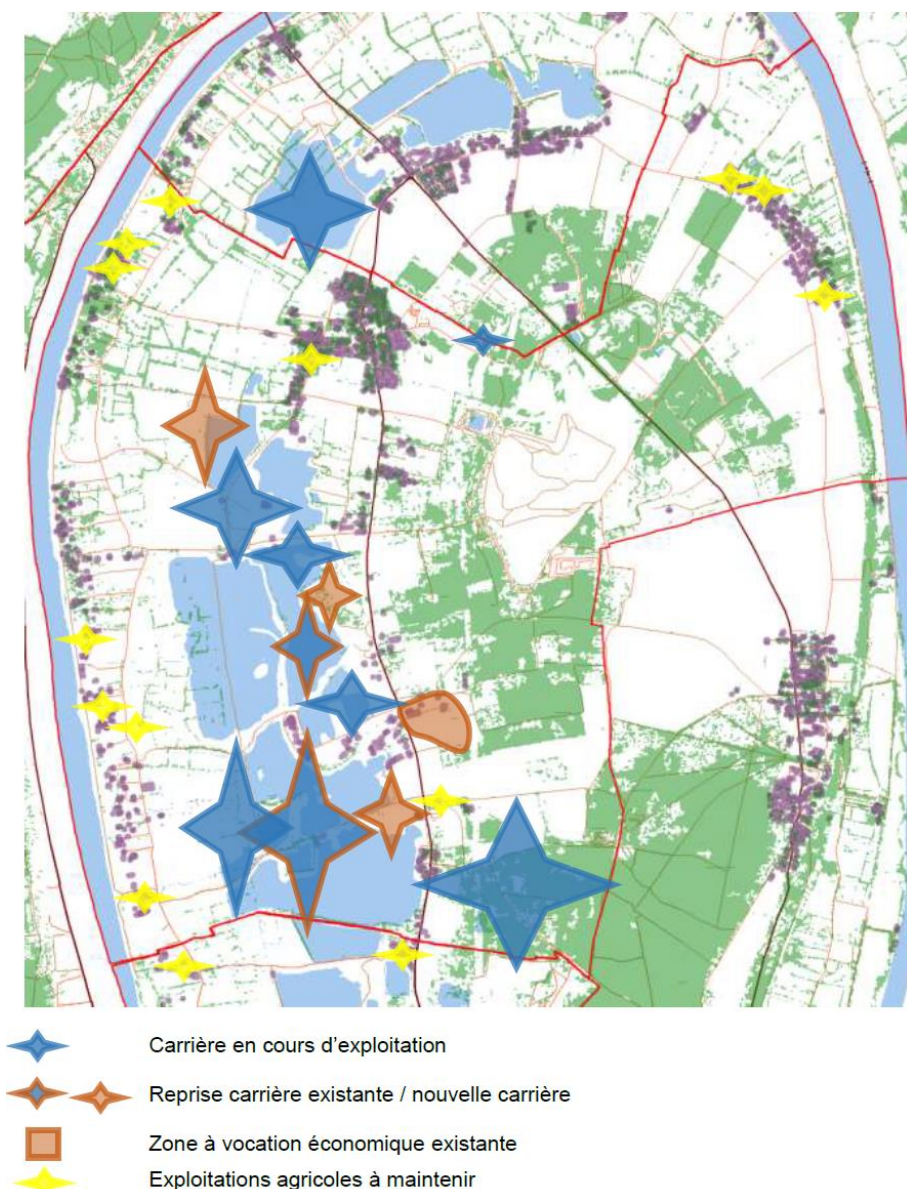 Carrière en cours d'exploitation
Reprise carrière existante / nouvelle carrière
Zone à vocation économique existante
Exploitations agricoles à maintenir